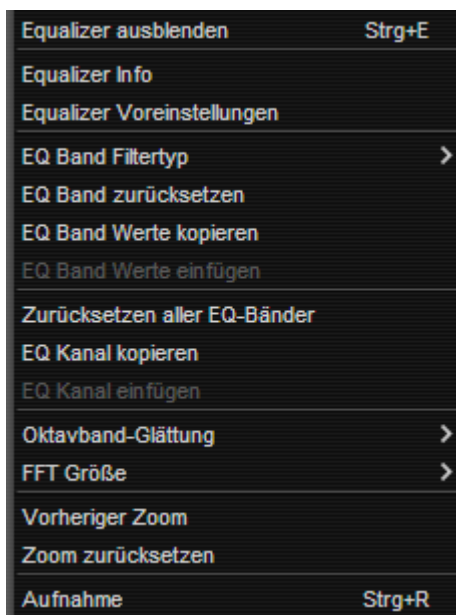 Equalizer ausblenden Strg+E
Equalizer Info
Equalizer Voreinstellungen
EQ Band Filtertyp
EQ Band zurücksetzen
EQ Band Werte kopieren
EQ Band Werte einfügen
Zurücksetzen aller EQ-Bänder
EQ Kanal kopieren
EQ Kanal einfügen
Oktavband-Glättung
FFT Größe
Vorheriger Zoom
Zoom zurücksetzen
Aufnahme Strg+R